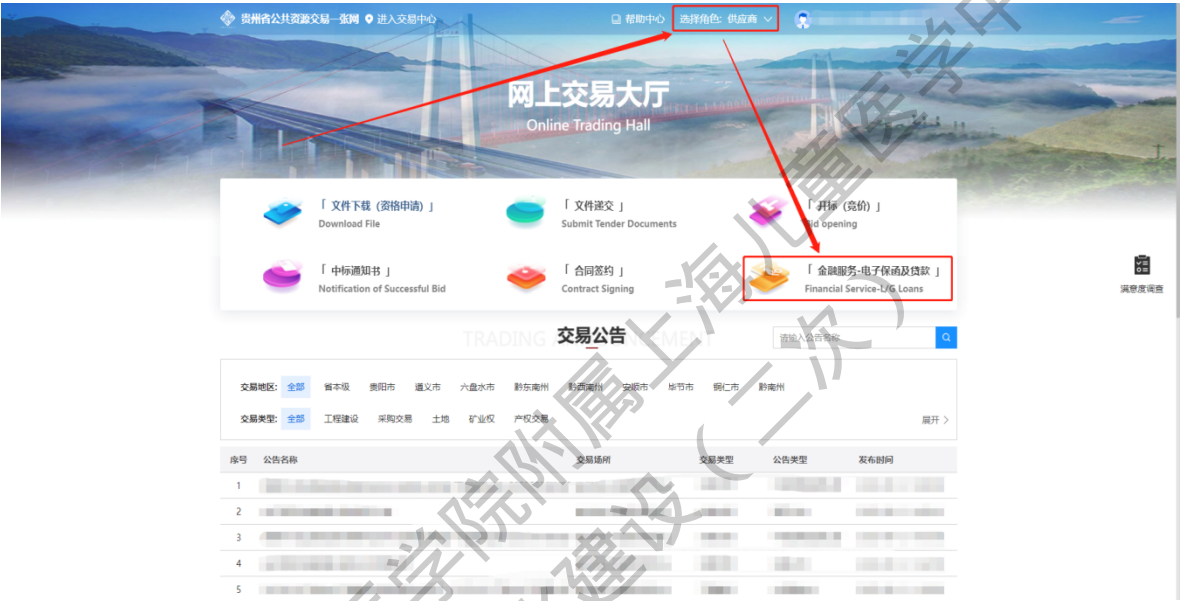 贵州省公共资源交易一张网 进入交易中心 帮助中心 选择角色: 供应商
网上交易大厅
Online Trading Hall
「 文件下载（资格申请）」 「 文件递交 」 「 开标（竞价）」
Download File Submit Tender Documents Bid opening
「 中标通知书 」 「 合同签约 」 「 金融服务-电子保函及贷款 」
Notification of Successful Bid Contract Signing Financial Service-L/G Loans
满意度调查
交易公告
请输入公告名称
交易地区: 全部 省本级 贵阳市 遵义市 六盘水市 黔东南州 黔西南州 安顺市 毕节市 铜仁市 黔南州
交易类型: 全部 工程建设 采购交易 土地 矿业权 产权交易 展开
序号 公告名称 交易场所 交易类型 公告类型 发布时间
1
2
3
4
5
医学院附属上海儿童医学中
建设（二次）